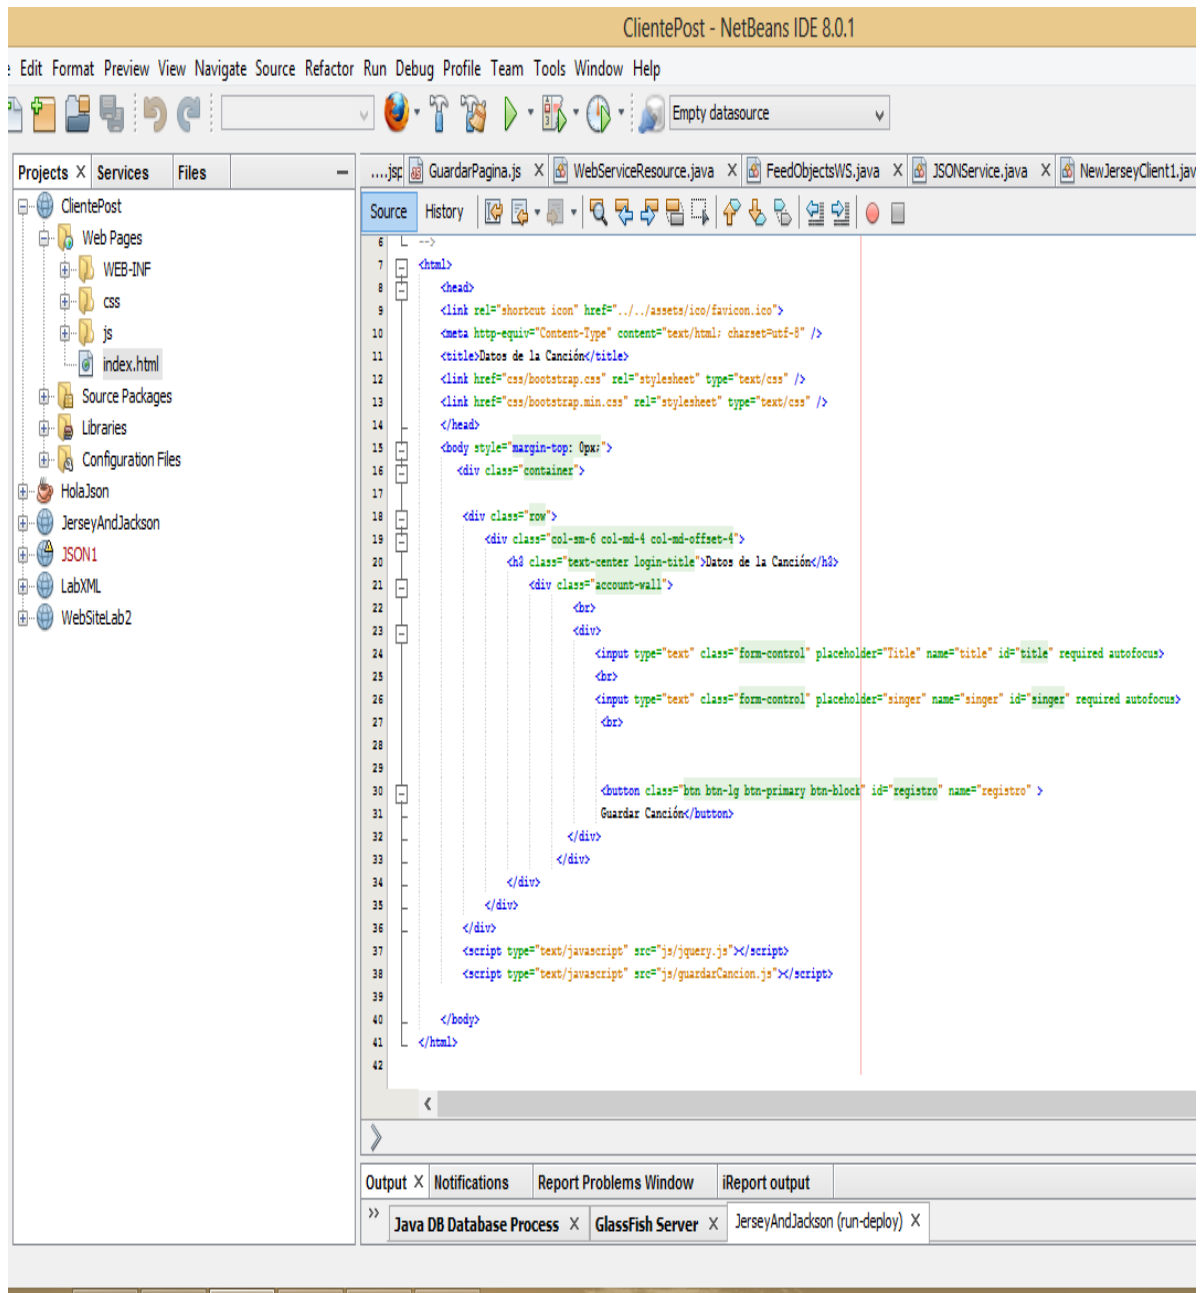 ClientePost - NetBeans IDE 8.0.1
Edit Format Preview View Navigate Source Refactor Run Debug Profile Team Tools Window Help
Empty datasource
Projects X Services Files
....jsp GuardarPagina.js X WebServiceResource.java X FeedObjectsWS.java X JSONService.java X NewJerseyClient1.jav
Source History
ClientePost
Web Pages
WEB-INF
css
js
index.html
Source Packages
Libraries
Configuration Files
HolaJson
JerseyAndJackson
JSON1
LabXML
WebSiteLab2
6 -->
7 <html>
8 <head>
9 <link rel="shortcut icon" href="../../assets/ico/favicon.ico">
10 <meta http-equiv="Content-Type" content="text/html; charset=utf-8" />
11 <title>Datos de la Canción</title>
12 <link href="css/bootstrap.css" rel="stylesheet" type="text/css" />
13 <link href="css/bootstrap.min.css" rel="stylesheet" type="text/css" />
14 </head>
15 <body style="margin-top: 0px;">
16 <div class="container">
17
18 <div class="row">
19 <div class="col-sm-6 col-md-4 col-md-offset-4">
20 <h3 class="text-center login-title">Datos de la Canción</h3>
21 <div class="account-wall">
22 <br>
23 <div>
24 <input type="text" class="form-control" placeholder="Title" name="title" id="title" required autofocus>
25 <br>
26 <input type="text" class="form-control" placeholder="singer" name="singer" id="singer" required autofocus>
27 <br>
28
29
30 <button class="btn btn-lg btn-primary btn-block" id="registro" name="registro" >
31 Guardar Canción</button>
32 </div>
33 </div>
34 </div>
35 </div>
36 </div>
37 <script type="text/javascript" src="js/jquery.js"></script>
38 <script type="text/javascript" src="js/guardarCancion.js"></script>
39
40 </body>
41 </html>
42
Output X Notifications Report Problems Window iReport output
Java DB Database Process X GlassFish Server X JerseyAndJackson (run-deploy) X